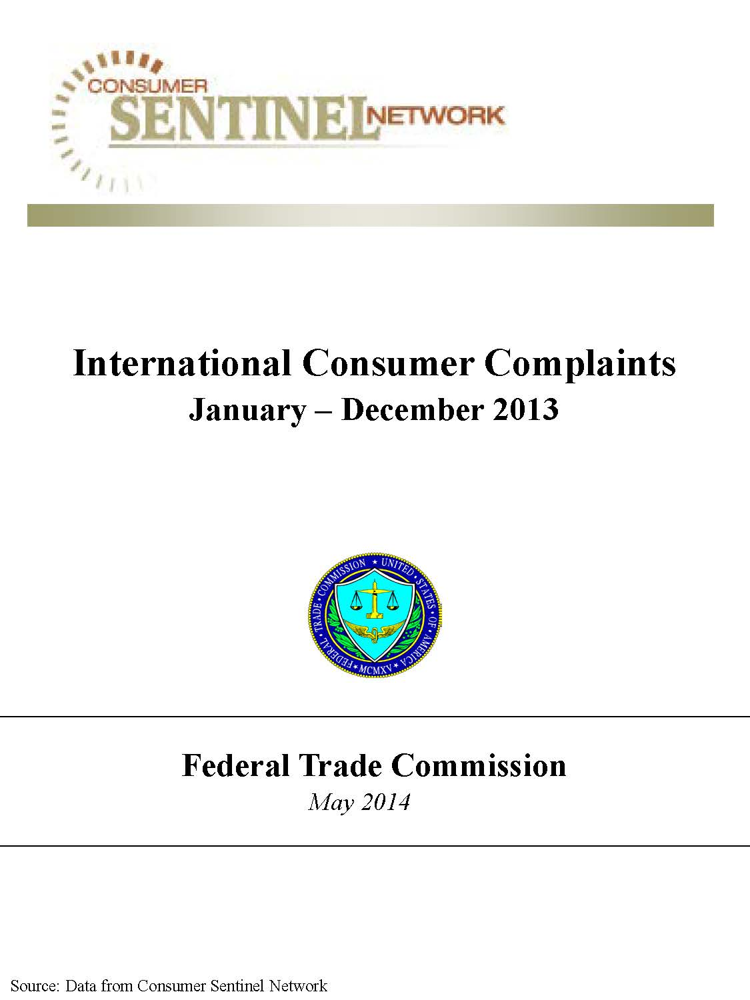 CONSUMER
SENTINEL NETWORK
International Consumer Complaints
January – December 2013
FEDERAL • TRADE • COMMISSION ★ UNITED • STATES • OF • AMERICA ★ MCMXV ★
Federal Trade Commission
May 2014
Source: Data from Consumer Sentinel Network